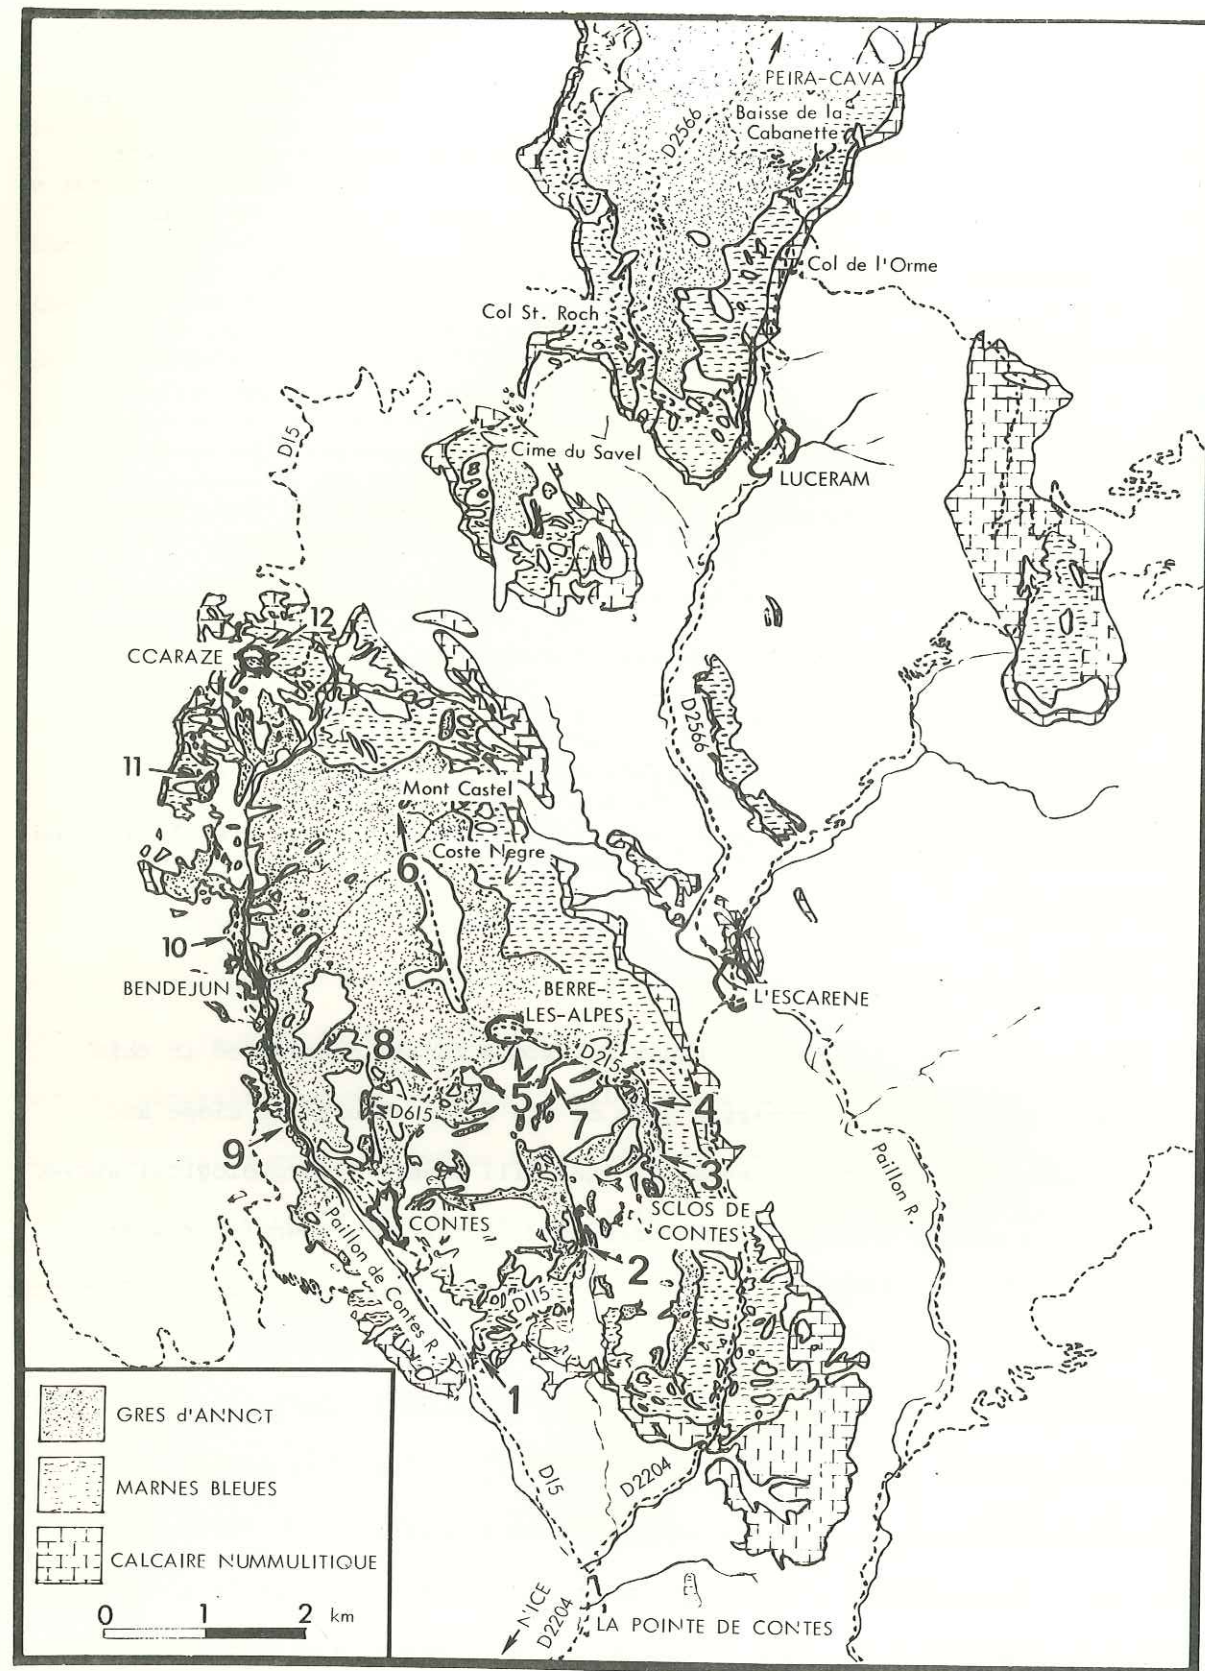 PEIRA-CAVA
Baisse de la
Cabanette
D2566
Col de l'Orme
Col St. Roch
D15
Cime du Savel
LUCERAM
12
CCARAZE
D2566
11
Mont Castel
Coste Negre
6
10
BENDEJUN
BERRE-
LES-ALPES
L'ESCARENE
8
D215
5
7
4
D615
9
3
Paillon R.
SCLOS DE
CONTES
CONTES
Paillon de Contes R.
2
D115
1
GRES d'ANNOT
MARNES BLEUES
CALCAIRE NUMMULITIQUE
0 1 2 km
D15
D2204
NICE
D2204
LA POINTE DE CONTES